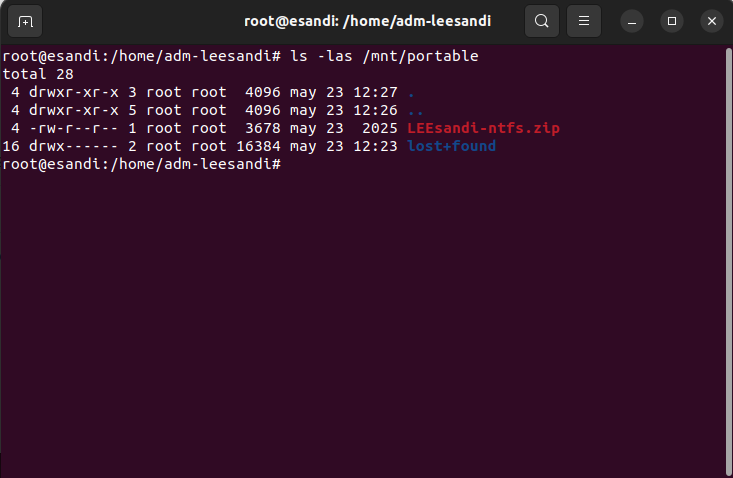 root@esandi: /home/adm-leesandi
root@esandi:/home/adm-leesandi# ls -las /mnt/portable
total 28
 4 drwxr-xr-x 3 root root  4096 may 23 12:27 .
 4 drwxr-xr-x 5 root root  4096 may 23 12:26 ..
 4 -rw-r--r-- 1 root root  3678 may 23  2025 LEEsandi-ntfs.zip
16 drwx------ 2 root root 16384 may 23 12:23 lost+found
root@esandi:/home/adm-leesandi#